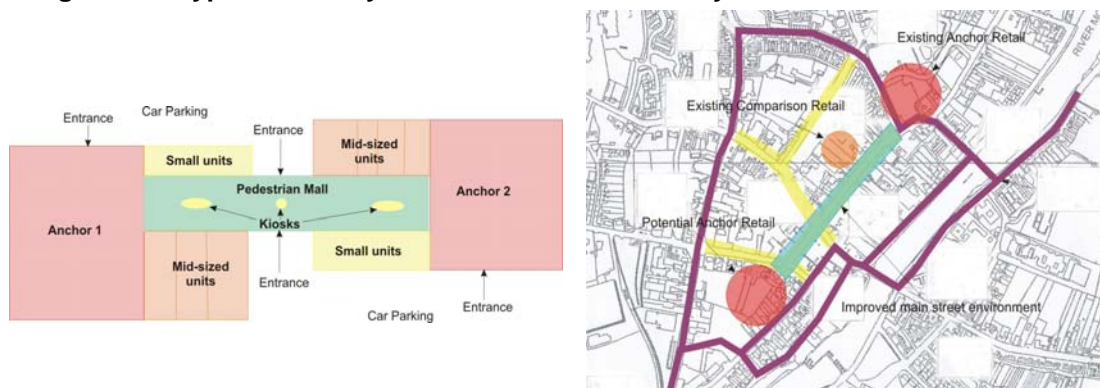 Car Parking
Entrance
Entrance
Small units
Mid-sized
units
Pedestrian Mall
Anchor 1
Anchor 2
Kiosks
Mid-sized
units
Small units
Entrance
Entrance
Car Parking
Existing Anchor Retail
Existing Comparison Retail
Potential Anchor Retail
Improved main street environment